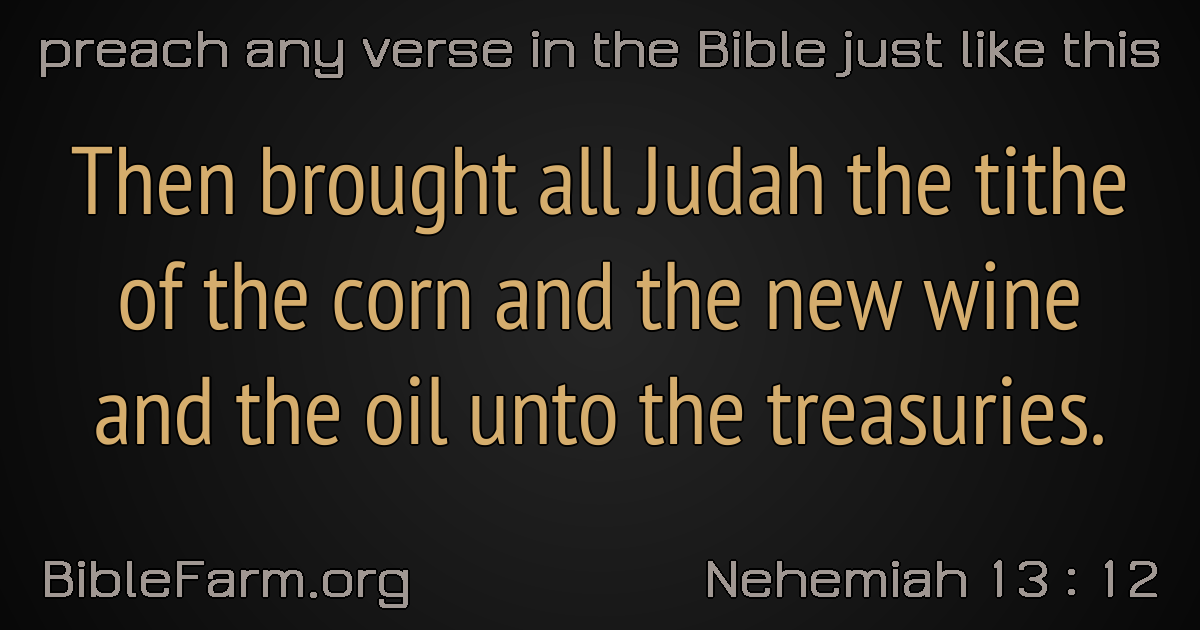 preach any verse in the Bible just like this
Then brought all Judah the tithe
of the corn and the new wine
and the oil unto the treasuries.
BibleFarm.org
Nehemiah 13 : 12